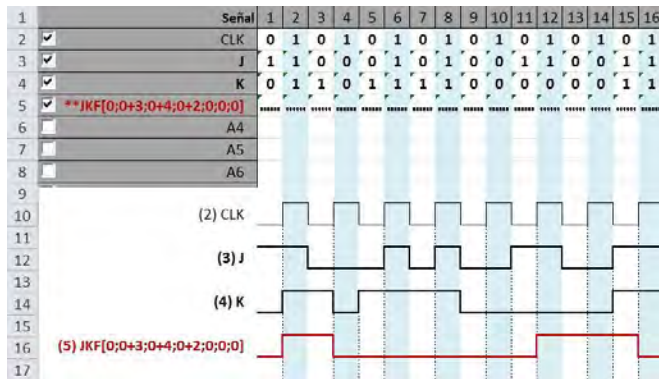 1 Señal 1 2 3 4 5 6 7 8 9 10 11 12 13 14 15 16
2 CLK 0 1 0 1 0 1 0 1 0 1 0 1 0 1 0 1
3 J 1 1 0 0 0 1 0 1 0 0 1 1 0 0 1 1
4 K 0 1 1 0 1 1 1 1 0 0 0 0 0 0 1 1
5 **JKF[0;0+3;0+4;0+2;0;0;0]
6 A4
7 A5
8 A6
9
10 (2) CLK
11
12 (3) J
13
14 (4) K
15
16 (5) JKF[0;0+3;0+4;0+2;0;0;0]
17